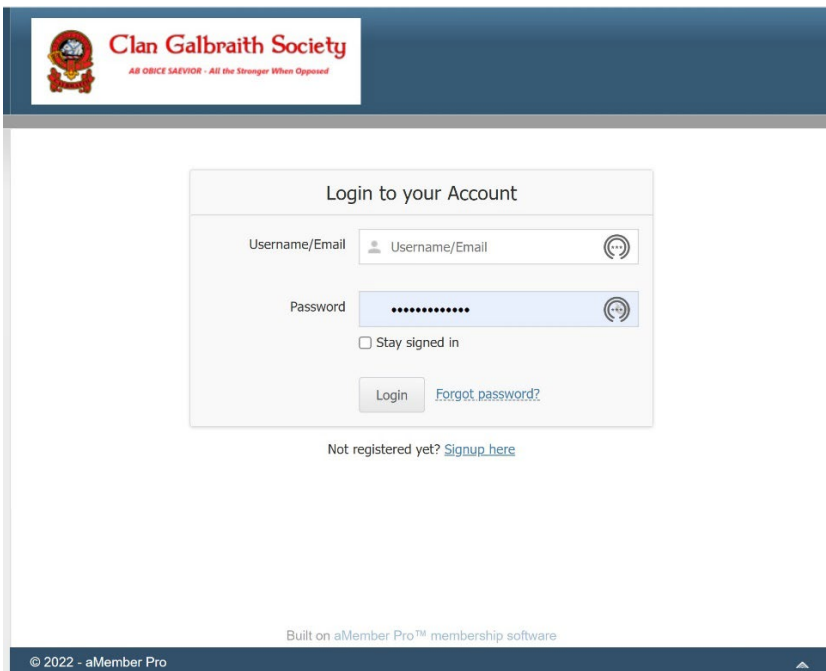 Clan Galbraith Society
AB OBICE SAEVIOR - All the Stronger When Opposed
Login to your Account
Username/Email
Username/Email
Password
•••••••••••••
Stay signed in
Login Forgot password?
Not registered yet? Signup here
Built on aMember Pro™ membership software
© 2022 - aMember Pro